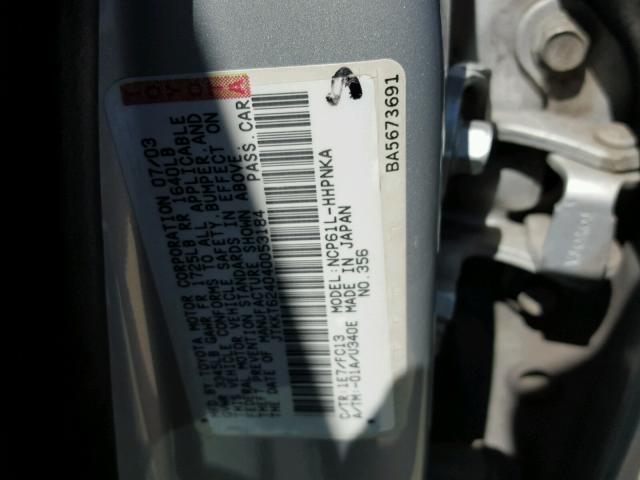 TOYOTA
MFD BY TOYOTA MOTOR CORPORATION 07/03
GVWR 3345LB GAWR FR 1725LB RR 1640LB
THIS VEHICLE CONFORMS TO ALL APPLICABLE
FEDERAL MOTOR VEHICLE SAFETY, BUMPER, AND
THEFT PREVENTION STANDARDS IN EFFECT ON
THE DATE OF MANUFACTURE SHOWN ABOVE.
JTKKT624040053184 PASS. CAR
C/TR 1E7/FC13 MODEL:NCP61L-HHPNKA
A/TM -01A/U340E MADE IN JAPAN
NO.356
BA5673691